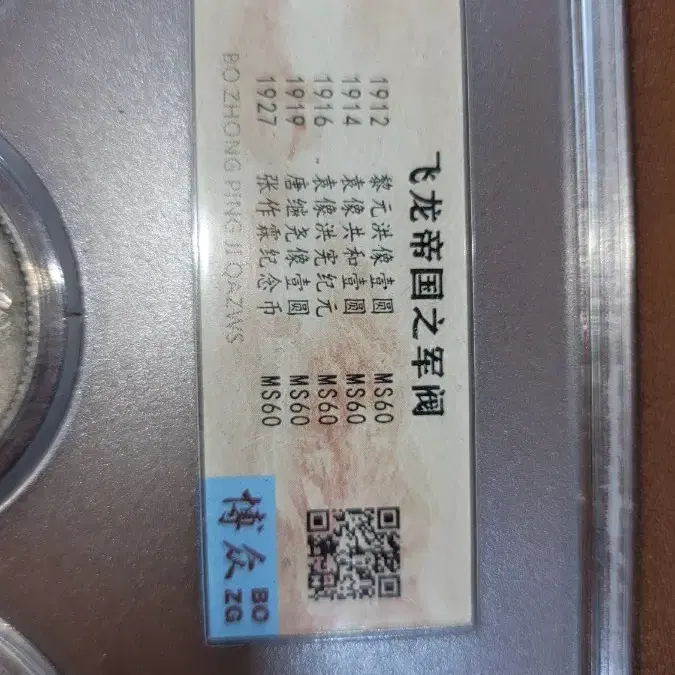 飞龙帝国之军阀
1912 黎元洪像壹圆 MS60
1914 袁像共和壹圆 MS60
1916 袁像洪宪纪元 MS60
1919 唐继尧像壹圆 MS60
1927 张作霖纪念币 MS60
BO ZHONG PING JI QAZWS
博众
BO
ZG